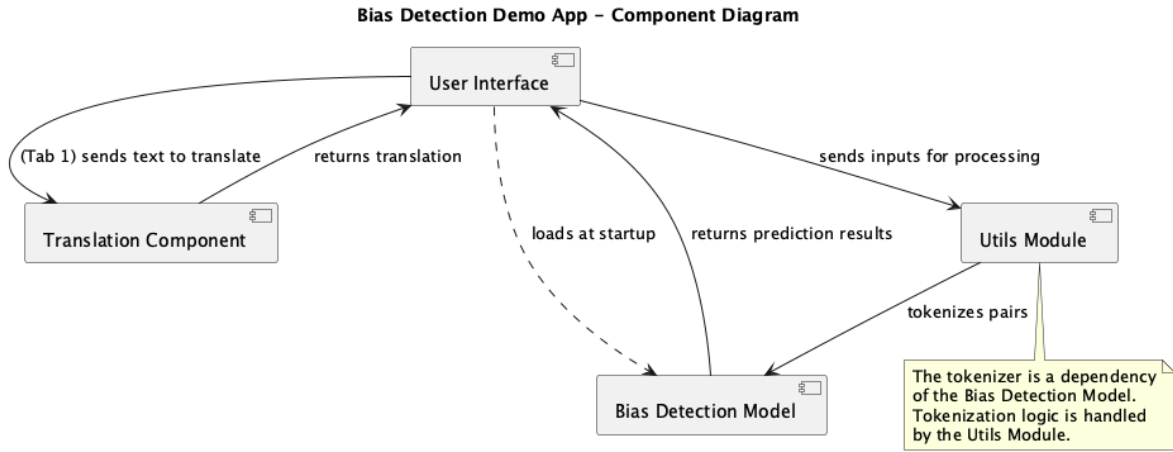 Bias Detection Demo App – Component Diagram
User Interface
(Tab 1) sends text to translate
returns translation
sends inputs for processing
Translation Component
loads at startup
returns prediction results
Utils Module
tokenizes pairs
Bias Detection Model
The tokenizer is a dependency
of the Bias Detection Model.
Tokenization logic is handled
by the Utils Module.